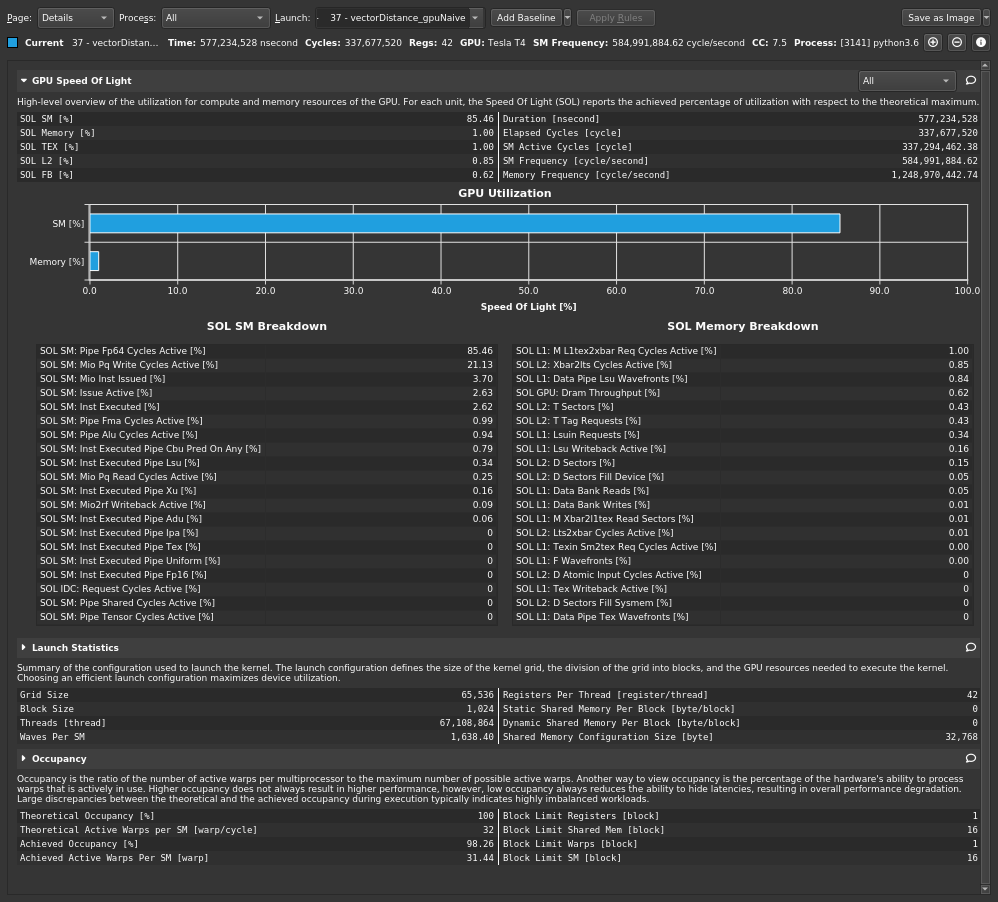 Page: Details Process: All Launch: - 37 - vectorDistance_gpuNaive Add Baseline Apply Rules Save as Image
Current 37 - vectorDistan... Time: 577,234,528 nsecond Cycles: 337,677,520 Regs: 42 GPU: Tesla T4 SM Frequency: 584,991,884.62 cycle/second CC: 7.5 Process: [3141] python3.6
GPU Speed Of Light All
High-level overview of the utilization for compute and memory resources of the GPU. For each unit, the Speed Of Light (SOL) reports the achieved percentage of utilization with respect to the theoretical maximum.
SOL SM [%] 85.46 Duration [nsecond] 577,234,528
SOL Memory [%] 1.00 Elapsed Cycles [cycle] 337,677,520
SOL TEX [%] 1.00 SM Active Cycles [cycle] 337,294,462.38
SOL L2 [%] 0.85 SM Frequency [cycle/second] 584,991,884.62
SOL FB [%] 0.62 Memory Frequency [cycle/second] 1,248,970,442.74
GPU Utilization
SM [%]
Memory [%]
0.0 10.0 20.0 30.0 40.0 50.0 60.0 70.0 80.0 90.0 100.0
Speed Of Light [%]
SOL SM Breakdown SOL Memory Breakdown
SOL SM: Pipe Fp64 Cycles Active [%] 85.46 SOL L1: M L1tex2xbar Req Cycles Active [%] 1.00
SOL SM: Mio Pq Write Cycles Active [%] 21.13 SOL L2: Xbar2lts Cycles Active [%] 0.85
SOL SM: Mio Inst Issued [%] 3.70 SOL L1: Data Pipe Lsu Wavefronts [%] 0.84
SOL SM: Issue Active [%] 2.63 SOL GPU: Dram Throughput [%] 0.62
SOL SM: Inst Executed [%] 2.62 SOL L2: T Sectors [%] 0.43
SOL SM: Pipe Fma Cycles Active [%] 0.99 SOL L2: T Tag Requests [%] 0.43
SOL SM: Pipe Alu Cycles Active [%] 0.94 SOL L1: Lsuin Requests [%] 0.34
SOL SM: Inst Executed Pipe Cbu Pred On Any [%] 0.79 SOL L1: Lsu Writeback Active [%] 0.16
SOL SM: Inst Executed Pipe Lsu [%] 0.34 SOL L2: D Sectors [%] 0.15
SOL SM: Mio Pq Read Cycles Active [%] 0.25 SOL L2: D Sectors Fill Device [%] 0.05
SOL SM: Inst Executed Pipe Xu [%] 0.16 SOL L1: Data Bank Reads [%] 0.05
SOL SM: Mio2rf Writeback Active [%] 0.09 SOL L1: Data Bank Writes [%] 0.01
SOL SM: Inst Executed Pipe Adu [%] 0.06 SOL L1: M Xbar2l1tex Read Sectors [%] 0.01
SOL SM: Inst Executed Pipe Ipa [%] 0 SOL L2: Lts2xbar Cycles Active [%] 0.01
SOL SM: Inst Executed Pipe Tex [%] 0 SOL L1: Texin Sm2tex Req Cycles Active [%] 0.00
SOL SM: Inst Executed Pipe Uniform [%] 0 SOL L1: F Wavefronts [%] 0.00
SOL SM: Inst Executed Pipe Fp16 [%] 0 SOL L2: D Atomic Input Cycles Active [%] 0
SOL IDC: Request Cycles Active [%] 0 SOL L1: Tex Writeback Active [%] 0
SOL SM: Pipe Shared Cycles Active [%] 0 SOL L2: D Sectors Fill Sysmem [%] 0
SOL SM: Pipe Tensor Cycles Active [%] 0 SOL L1: Data Pipe Tex Wavefronts [%] 0
Launch Statistics
Summary of the configuration used to launch the kernel. The launch configuration defines the size of the kernel grid, the division of the grid into blocks, and the GPU resources needed to execute the kernel.
Choosing an efficient launch configuration maximizes device utilization.
Grid Size 65,536 Registers Per Thread [register/thread] 42
Block Size 1,024 Static Shared Memory Per Block [byte/block] 0
Threads [thread] 67,108,864 Dynamic Shared Memory Per Block [byte/block] 0
Waves Per SM 1,638.40 Shared Memory Configuration Size [byte] 32,768
Occupancy
Occupancy is the ratio of the number of active warps per multiprocessor to the maximum number of possible active warps. Another way to view occupancy is the percentage of the hardware's ability to process
warps that is actively in use. Higher occupancy does not always result in higher performance, however, low occupancy always reduces the ability to hide latencies, resulting in overall performance degradation.
Large discrepancies between the theoretical and the achieved occupancy during execution typically indicates highly imbalanced workloads.
Theoretical Occupancy [%] 100 Block Limit Registers [block] 1
Theoretical Active Warps per SM [warp/cycle] 32 Block Limit Shared Mem [block] 16
Achieved Occupancy [%] 98.26 Block Limit Warps [block] 1
Achieved Active Warps Per SM [warp] 31.44 Block Limit SM [block] 16